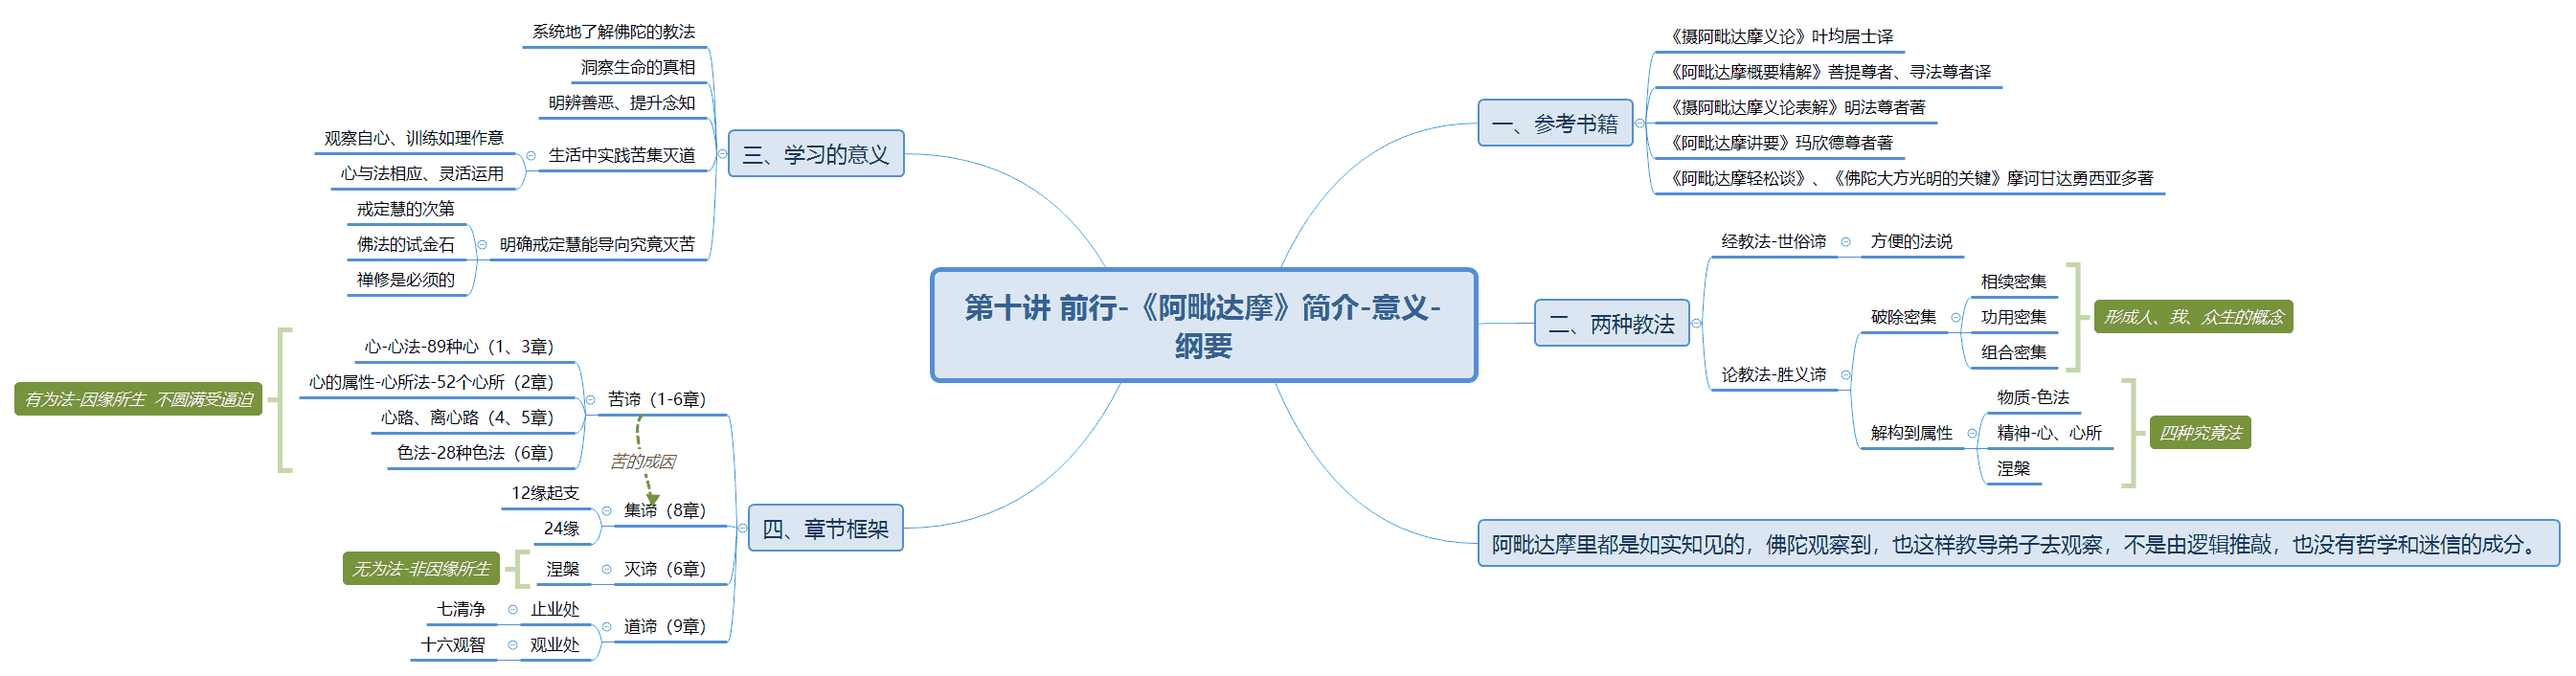 第十讲 前行-《阿毗达摩》简介-意义-
纲要
一、参考书籍
《摄阿毗达摩义论》叶均居士译
《阿毗达摩概要精解》菩提尊者、寻法尊者译
《摄阿毗达摩义论表解》明法尊者著
《阿毗达摩讲要》玛欣德尊者著
《阿毗达摩轻松谈》、《佛陀大方光明的关键》摩诃甘达勇西亚多著
二、两种教法
经教法-世俗谛
方便的法说
论教法-胜义谛
破除密集
相续密集
功用密集
组合密集
形成人、我、众生的概念
解构到属性
物质-色法
精神-心、心所
涅槃
四种究竟法
阿毗达摩里都是如实知见的，佛陀观察到，也这样教导弟子去观察，不是由逻辑推敲，也没有哲学和迷信的成分。
三、学习的意义
系统地了解佛陀的教法
洞察生命的真相
明辨善恶、提升念知
生活中实践苦集灭道
观察自心、训练如理作意
心与法相应、灵活运用
明确戒定慧能导向究竟灭苦
戒定慧的次第
佛法的试金石
禅修是必须的
四、章节框架
苦谛（1-6章）
心-心法-89种心（1、3章）
心的属性-心所法-52个心所（2章）
心路、离心路（4、5章）
色法-28种色法（6章）
有为法-因缘所生 不圆满受逼迫
苦的成因
集谛（8章）
12缘起支
24缘
灭谛（6章）
涅槃
无为法-非因缘所生
道谛（9章）
止业处
七清净
观业处
十六观智